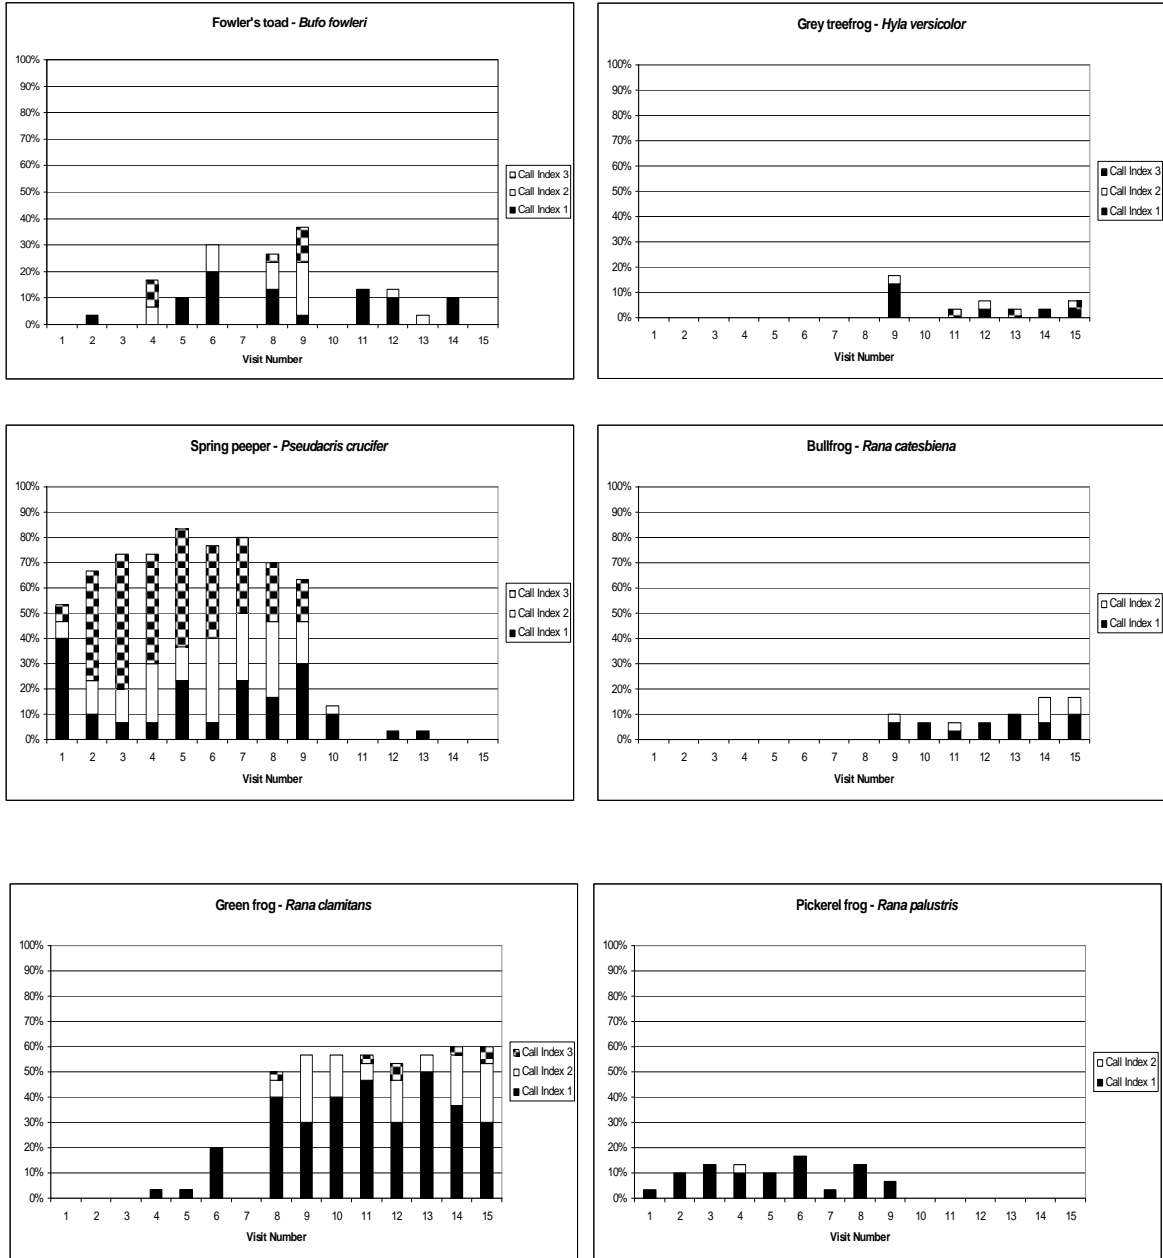 Fowler's toad - Bufo fowleri
100%
90%
80%
70%
60%
50%
40%
30%
20%
10%
0%
1 2 3 4 5 6 7 8 9 10 11 12 13 14 15
Visit Number
Call Index 3
Call Index 2
Call Index 1
Grey treefrog - Hyla versicolor
100%
90%
80%
70%
60%
50%
40%
30%
20%
10%
0%
1 2 3 4 5 6 7 8 9 10 11 12 13 14 15
Visit Number
Call Index 3
Call Index 2
Call Index 1
Spring peeper - Pseudacris crucifer
100%
90%
80%
70%
60%
50%
40%
30%
20%
10%
0%
1 2 3 4 5 6 7 8 9 10 11 12 13 14 15
Visit Number
Call Index 3
Call Index 2
Call Index 1
Bullfrog - Rana catesbiena
100%
90%
80%
70%
60%
50%
40%
30%
20%
10%
0%
1 2 3 4 5 6 7 8 9 10 11 12 13 14 15
Visit Number
Call Index 2
Call Index 1
Green frog - Rana clamitans
100%
90%
80%
70%
60%
50%
40%
30%
20%
10%
0%
1 2 3 4 5 6 7 8 9 10 11 12 13 14 15
Visit Number
Call Index 3
Call Index 2
Call Index 1
Pickerel frog - Rana palustris
100%
90%
80%
70%
60%
50%
40%
30%
20%
10%
0%
1 2 3 4 5 6 7 8 9 10 11 12 13 14 15
Visit Number
Call Index 2
Call Index 1